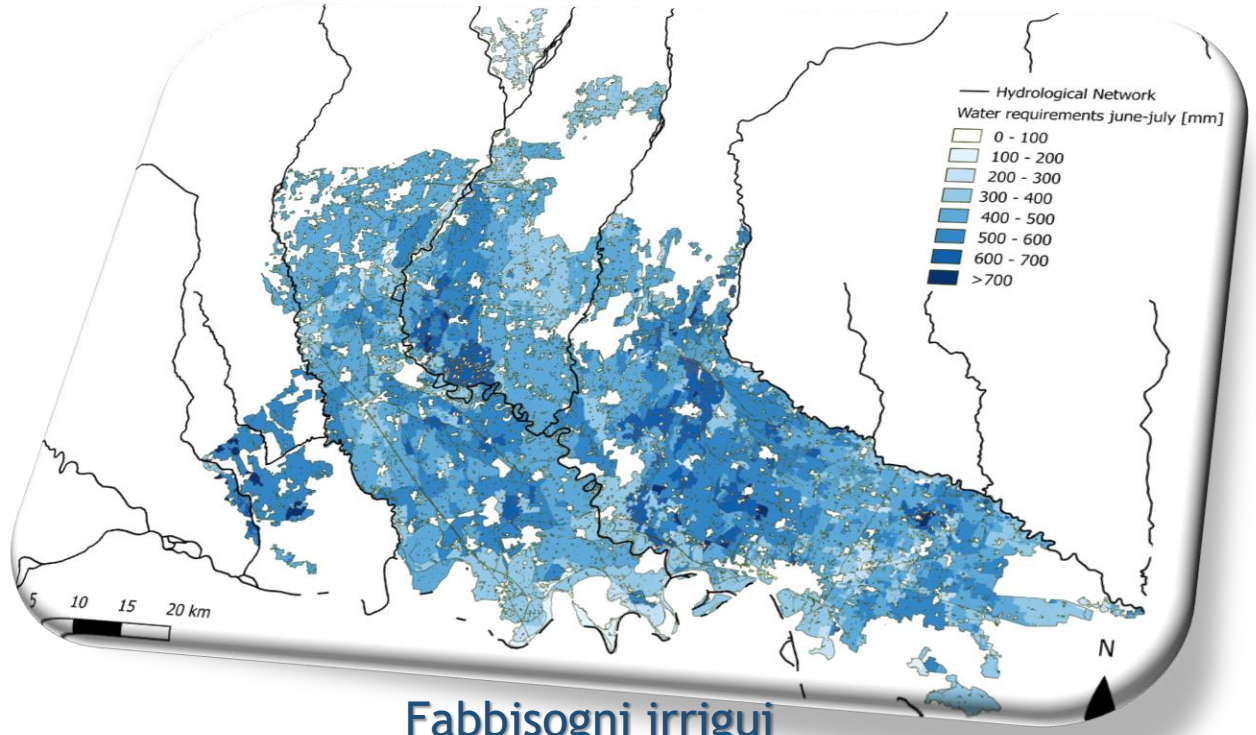 Hydrological Network
Water requirements june-july [mm]
0 - 100
100 - 200
200 - 300
300 - 400
400 - 500
500 - 600
600 - 700
>700
5 10 15 20 km
N
Fabbisogni irrigui